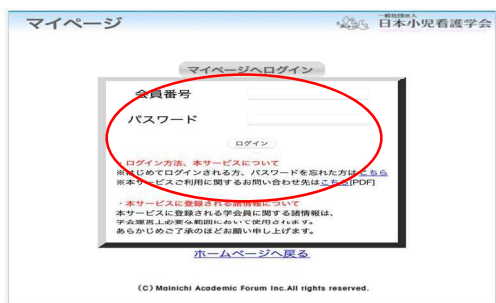 マイページ
一般社団法人
日本小児看護学会
マイページへログイン
会員番号
パスワード
ログイン
・ログイン方法、本サービスについて
※はじめてログインされる方、パスワードを忘れた方はこちら
※本サービスご利用に関するお問い合わせ先はこちら[PDF]
・本サービスに登録される諸情報について
本サービスに登録される学会員に関する諸情報は、
学会運営上必要な範囲において使用されます。
あらかじめご了承のほどお願い申し上げます。
ホームページへ戻る
(C) Mainichi Academic Forum Inc.All rights reserved.